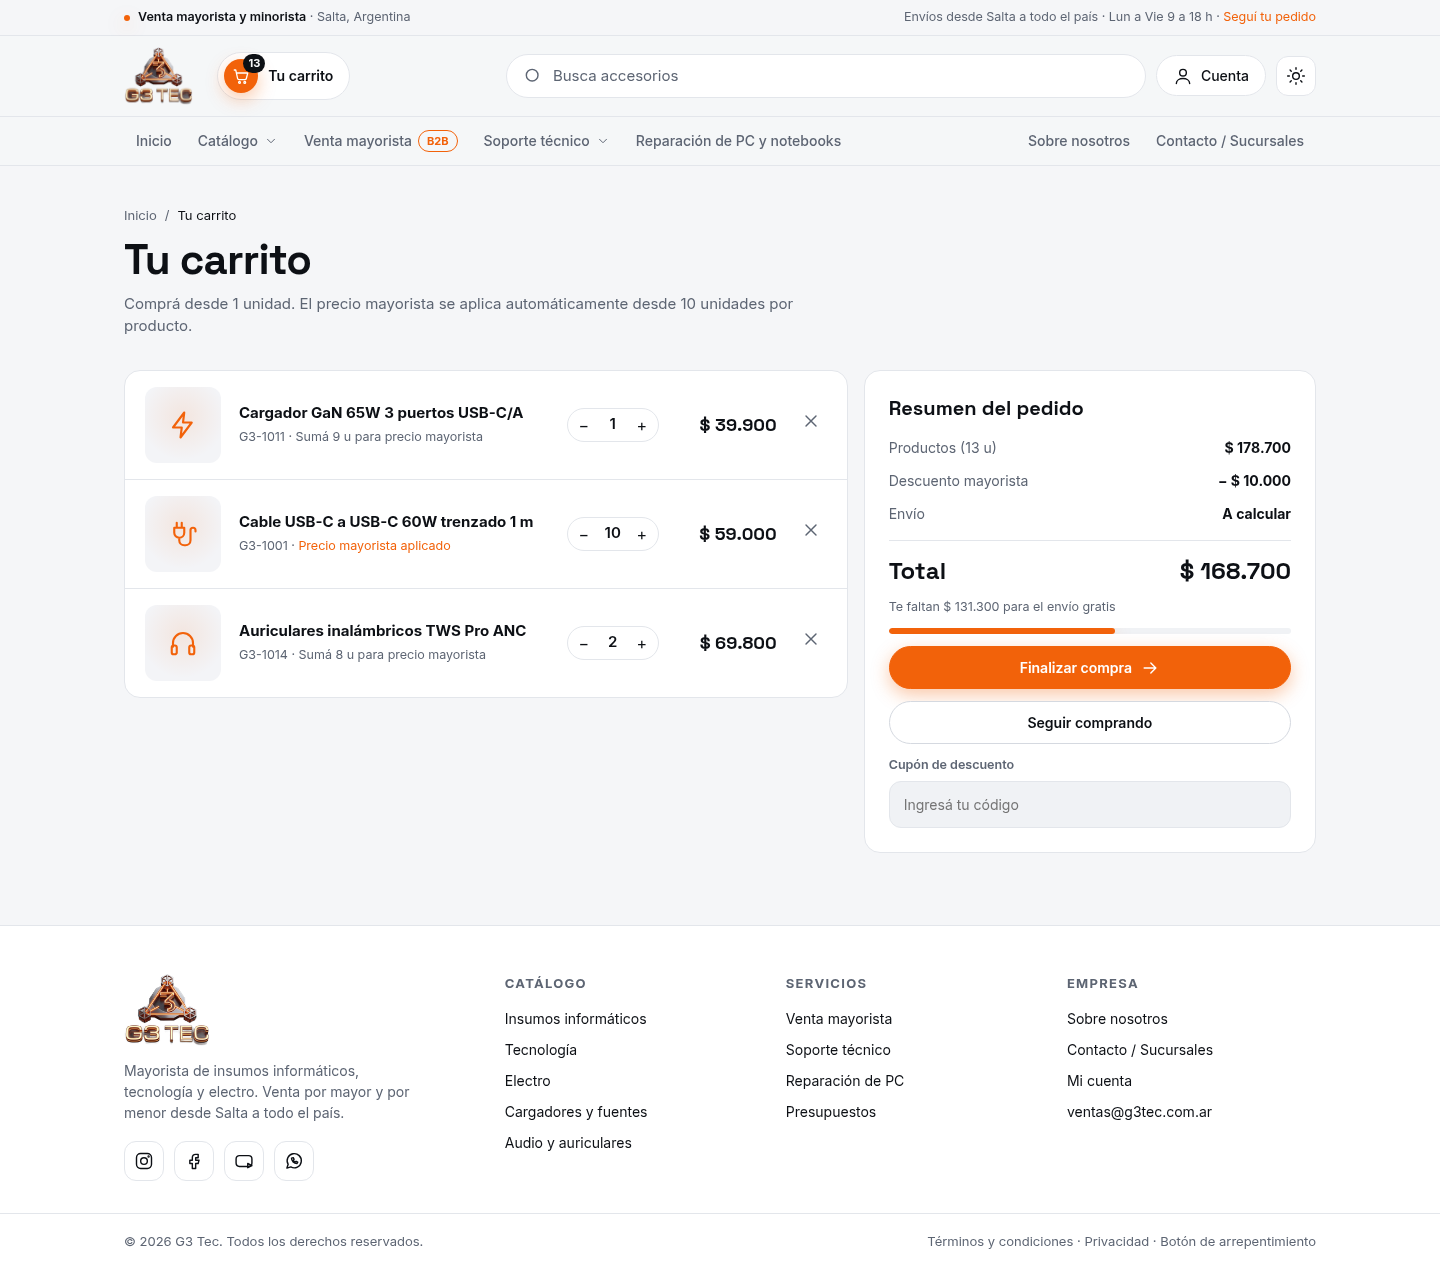 Venta mayorista y minorista · Salta, Argentina
Envíos desde Salta a todo el país · Lun a Vie 9 a 18 h · Seguí tu pedido
G3 TEC
13
Tu carrito
Busca accesorios
Cuenta
Inicio
Catálogo
Venta mayorista B2B
Soporte técnico
Reparación de PC y notebooks
Sobre nosotros
Contacto / Sucursales
Inicio / Tu carrito
Tu carrito
Comprá desde 1 unidad. El precio mayorista se aplica automáticamente desde 10 unidades por
producto.
Cargador GaN 65W 3 puertos USB-C/A
G3-1011 · Sumá 9 u para precio mayorista
− 1 +
$ 39.900
Cable USB-C a USB-C 60W trenzado 1 m
G3-1001 · Precio mayorista aplicado
− 10 +
$ 59.000
Auriculares inalámbricos TWS Pro ANC
G3-1014 · Sumá 8 u para precio mayorista
− 2 +
$ 69.800
Resumen del pedido
Productos (13 u) $ 178.700
Descuento mayorista − $ 10.000
Envío A calcular
Total $ 168.700
Te faltan $ 131.300 para el envío gratis
Finalizar compra
Seguir comprando
Cupón de descuento
Ingresá tu código
G3 TEC
Mayorista de insumos informáticos,
tecnología y electro. Venta por mayor y por
menor desde Salta a todo el país.
CATÁLOGO
Insumos informáticos
Tecnología
Electro
Cargadores y fuentes
Audio y auriculares
SERVICIOS
Venta mayorista
Soporte técnico
Reparación de PC
Presupuestos
EMPRESA
Sobre nosotros
Contacto / Sucursales
Mi cuenta
ventas@g3tec.com.ar
© 2026 G3 Tec. Todos los derechos reservados.
Términos y condiciones · Privacidad · Botón de arrepentimiento